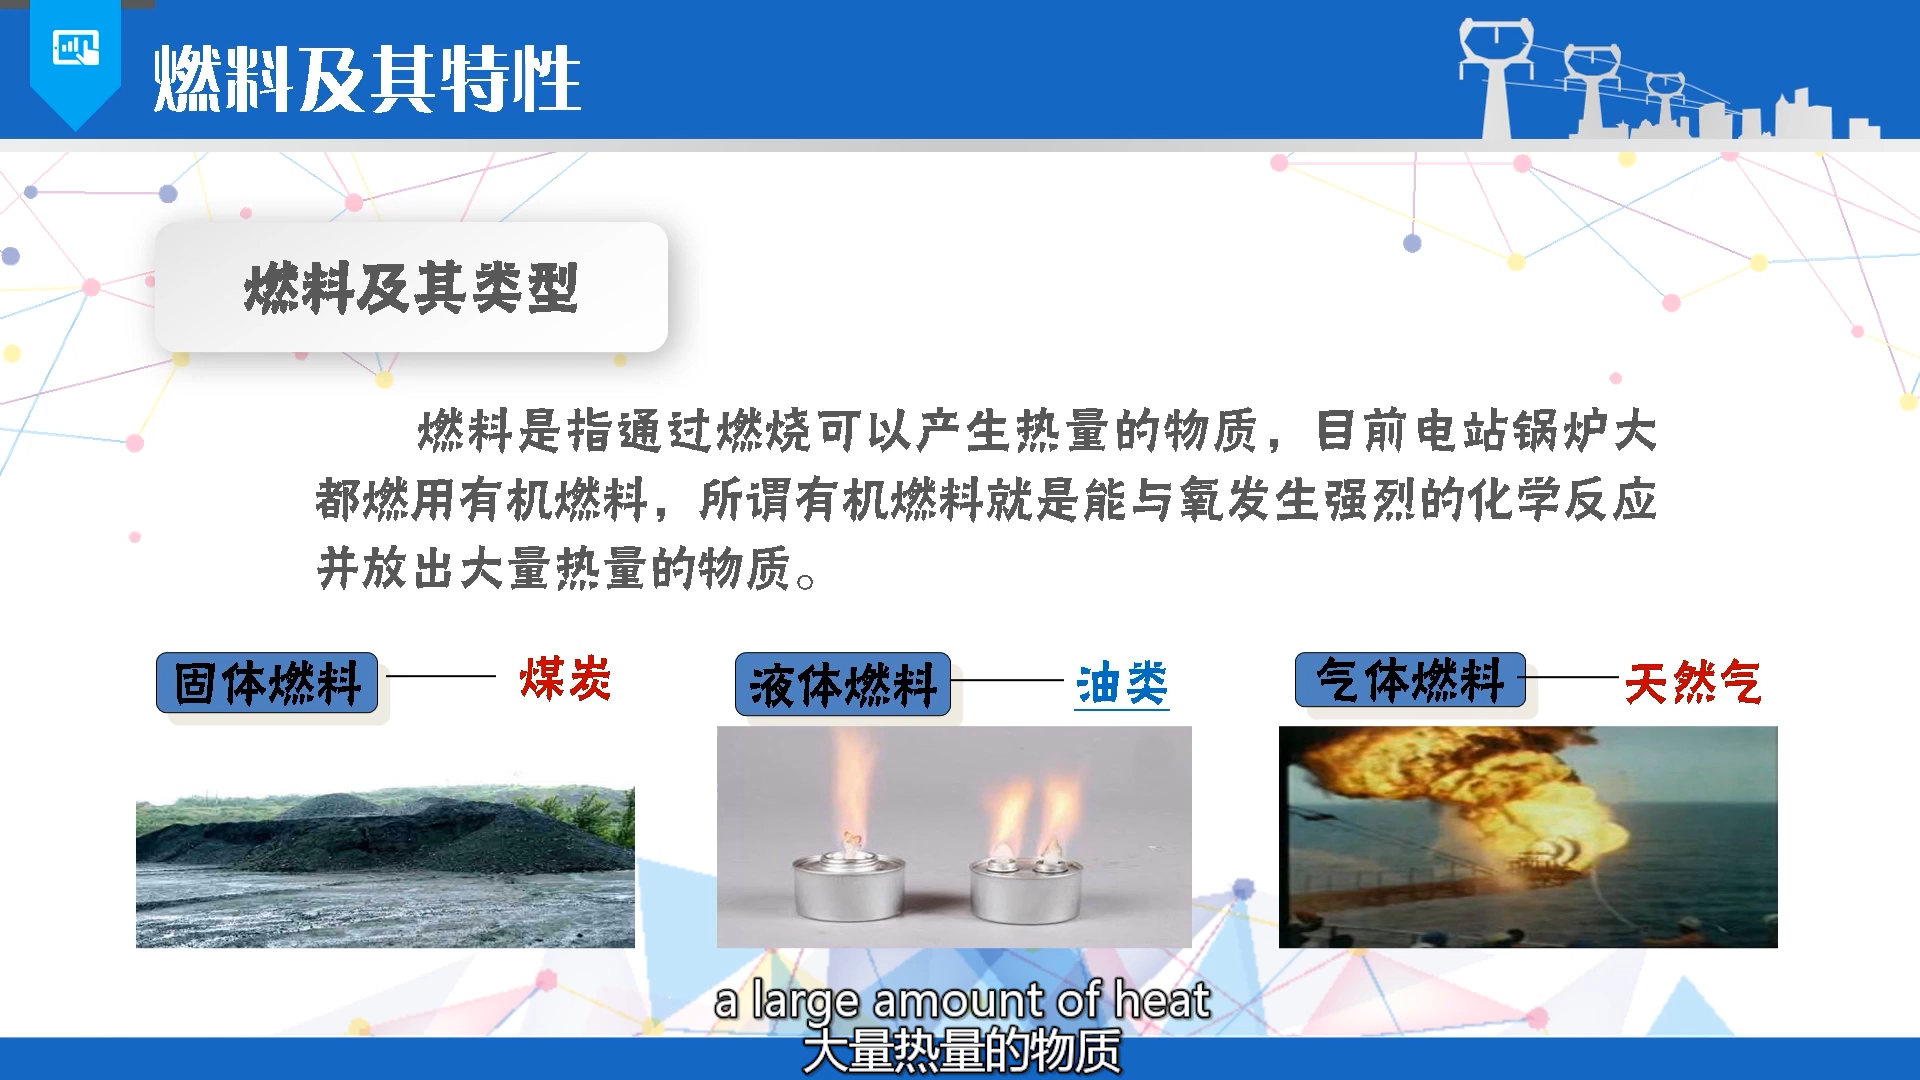 燃料及其特性
燃料及其类型
燃料是指通过燃烧可以产生热量的物质，目前电站锅炉大
都燃用有机燃料，所谓有机燃料就是能与氧发生强烈的化学反应
并放出大量热量的物质。
固体燃料 煤炭
液体燃料 油类
气体燃料 天然气
a large amount of heat
大量热量的物质